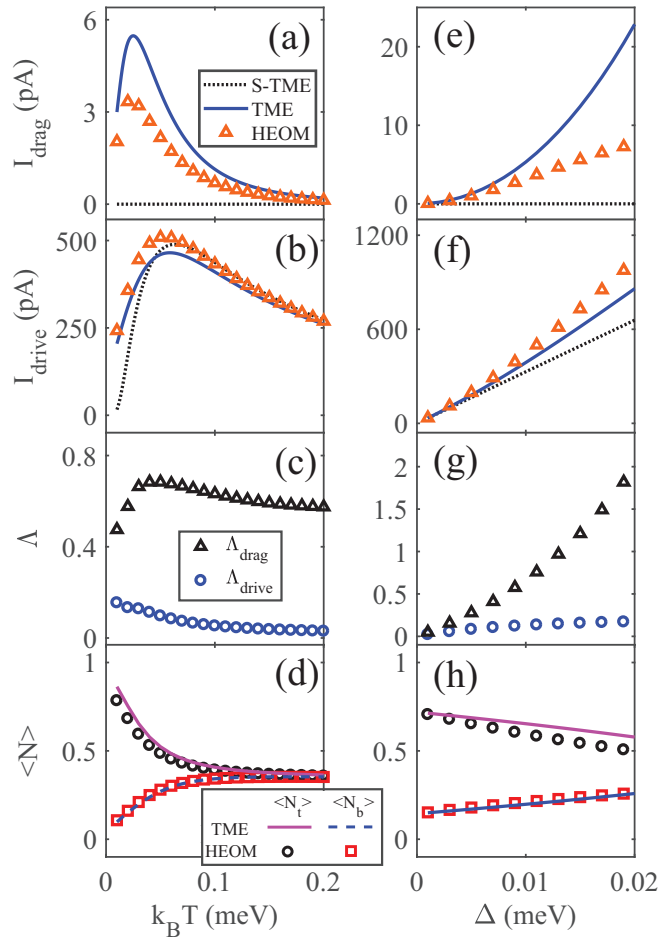 (a)
I_drag (pA)
6
3
0
S-TME
TME
HEOM
(e)
20
10
0
(b)
I_drive (pA)
500
250
0
(f)
1200
600
0
(c)
Λ
0.8
0.4
0
Λ_drag
Λ_drive
(g)
2
1.5
1
0.5
0
(d)
<N>
1
0.5
0
0 0.1 0.2
k_BT (meV)
(h)
1
0.5
0
<N_t> <N_b>
TME
HEOM
0 0.01 0.02
Δ (meV)